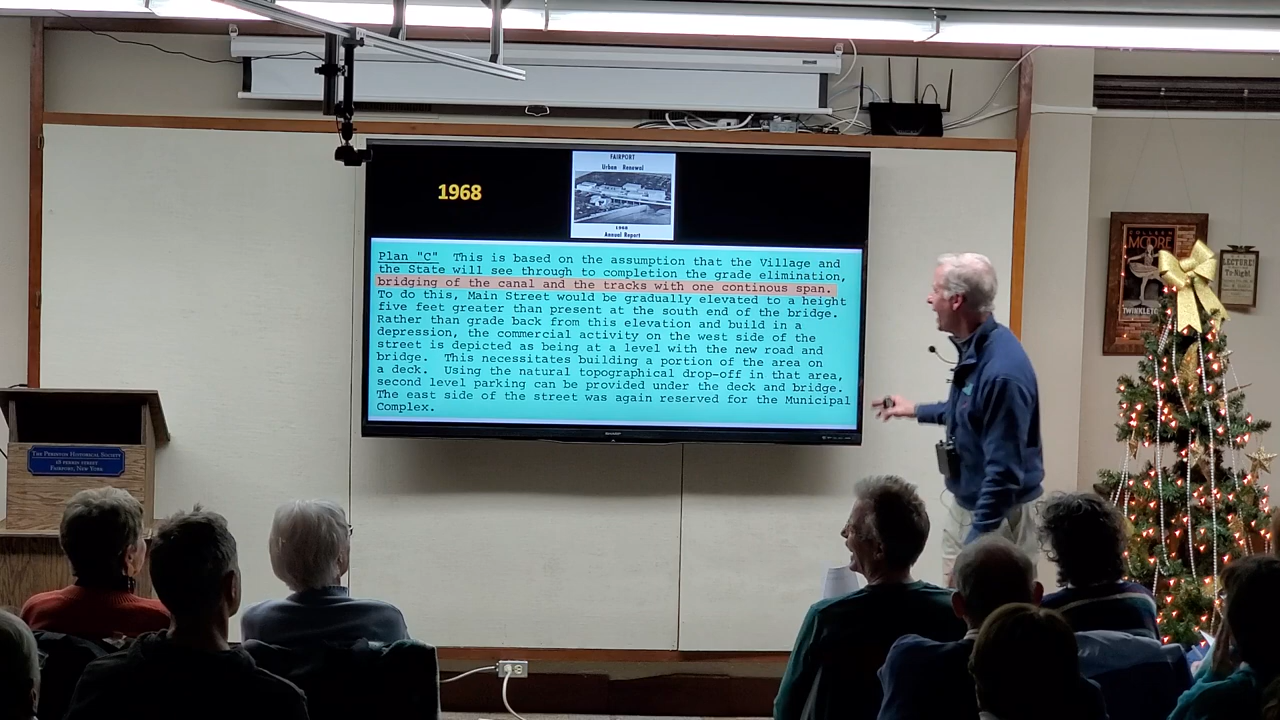 1968
FAIRPORT
Urban Renewal
1968
Annual Report
Plan "C" This is based on the assumption that the Village and
the State will see through to completion the grade elimination,
bridging of the canal and the tracks with one continous span.
To do this, Main Street would be gradually elevated to a height
five feet greater than present at the south end of the bridge.
Rather than grade back from this elevation and build in a
depression, the commercial activity on the west side of the
street is depicted as being at a level with the new road and
bridge. This necessitates building a portion of the area on
a deck. Using the natural topographical drop-off in that area,
second level parking can be provided under the deck and bridge.
The east side of the street was again reserved for the Municipal
Complex.
SHARP
COLLEEN
MOORE
TWINKLETOES
LECTURE!
To-Night
THE PERINTON HISTORICAL SOCIETY
18 PERRIN STREET
FAIRPORT, NEW YORK